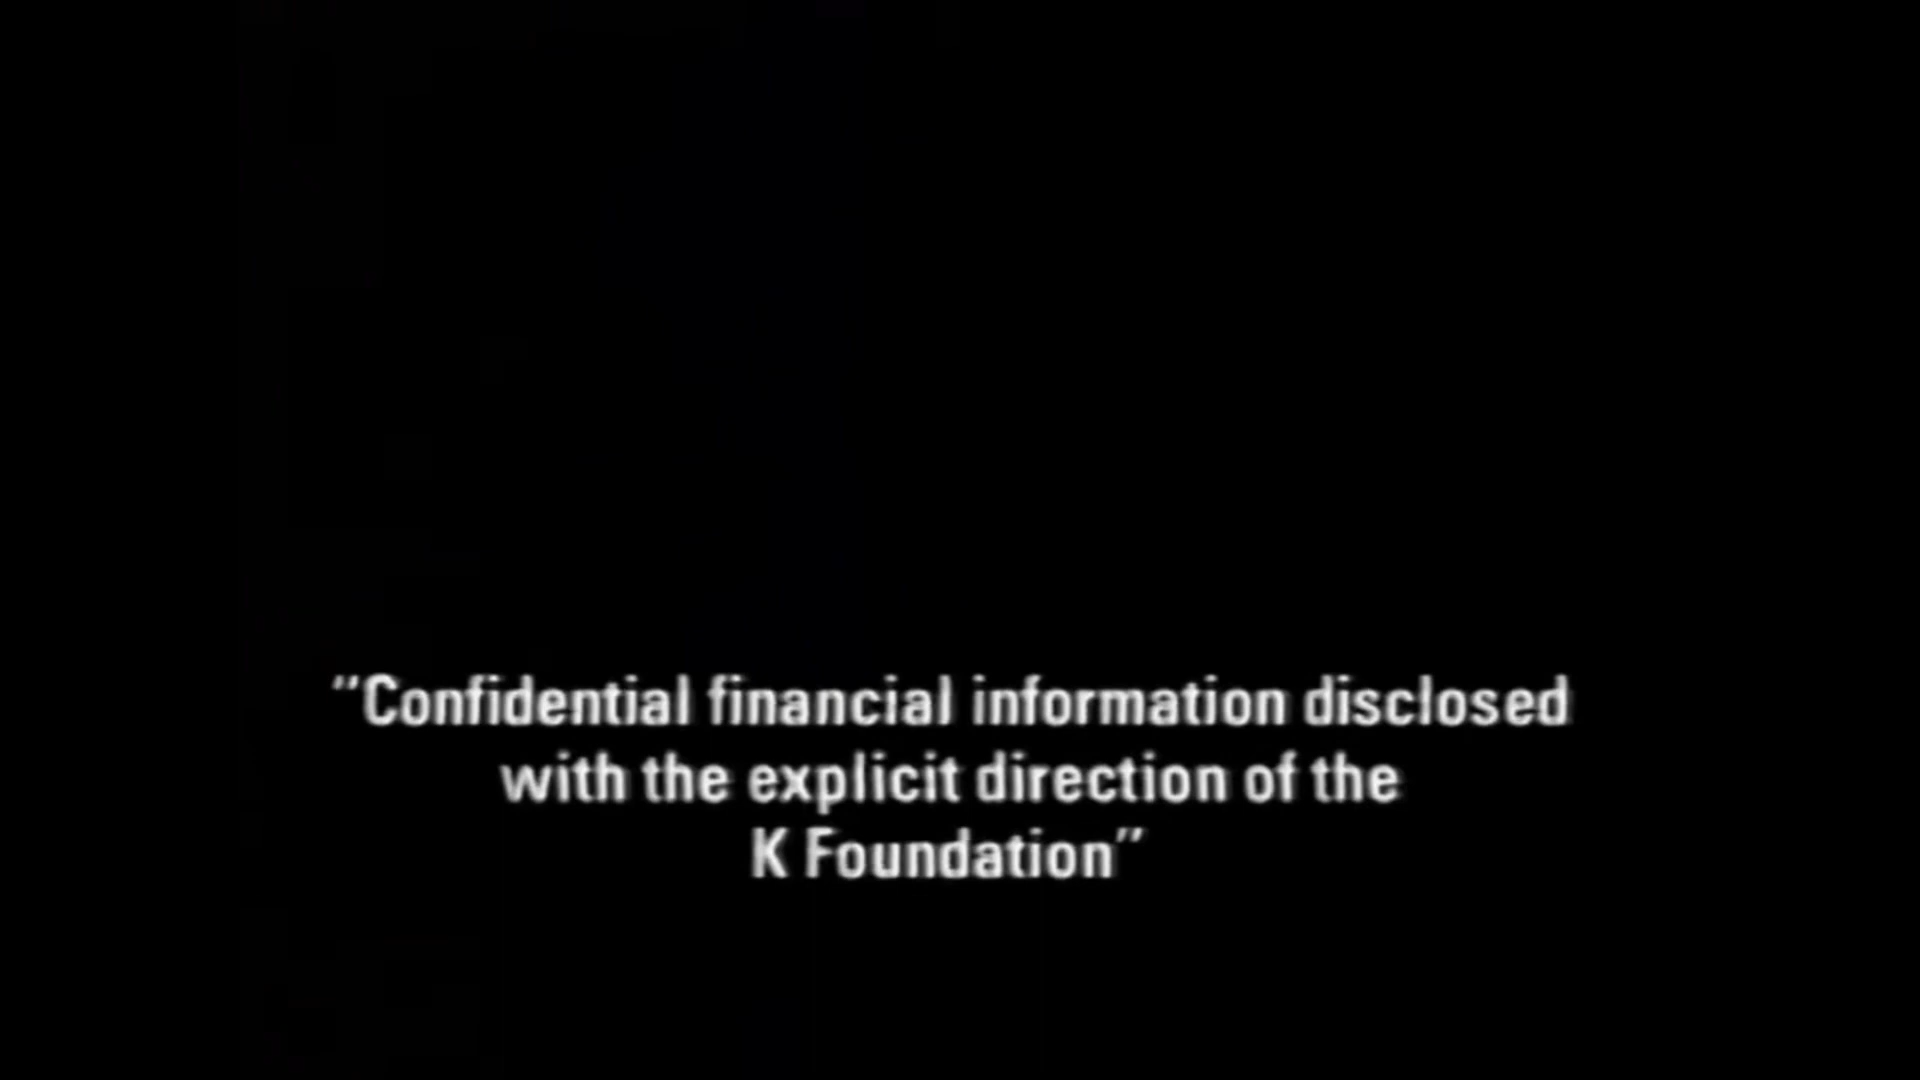 "Confidential financial information disclosed
with the explicit direction of the
K Foundation"